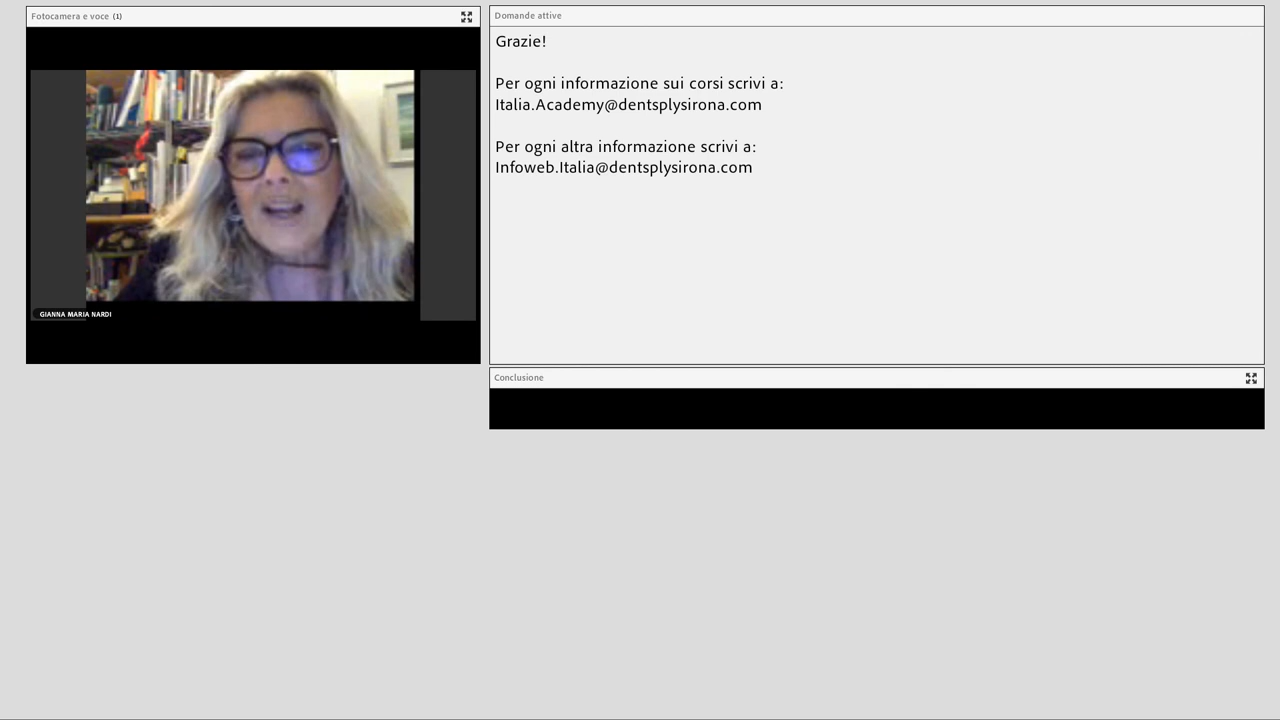 Fotocamera e voce (1)
GIANNA MARIA NARDI
Domande attive
Grazie!
Per ogni informazione sui corsi scrivi a:
Italia.Academy@dentsplysirona.com
Per ogni altra informazione scrivi a:
Infoweb.Italia@dentsplysirona.com
Conclusione